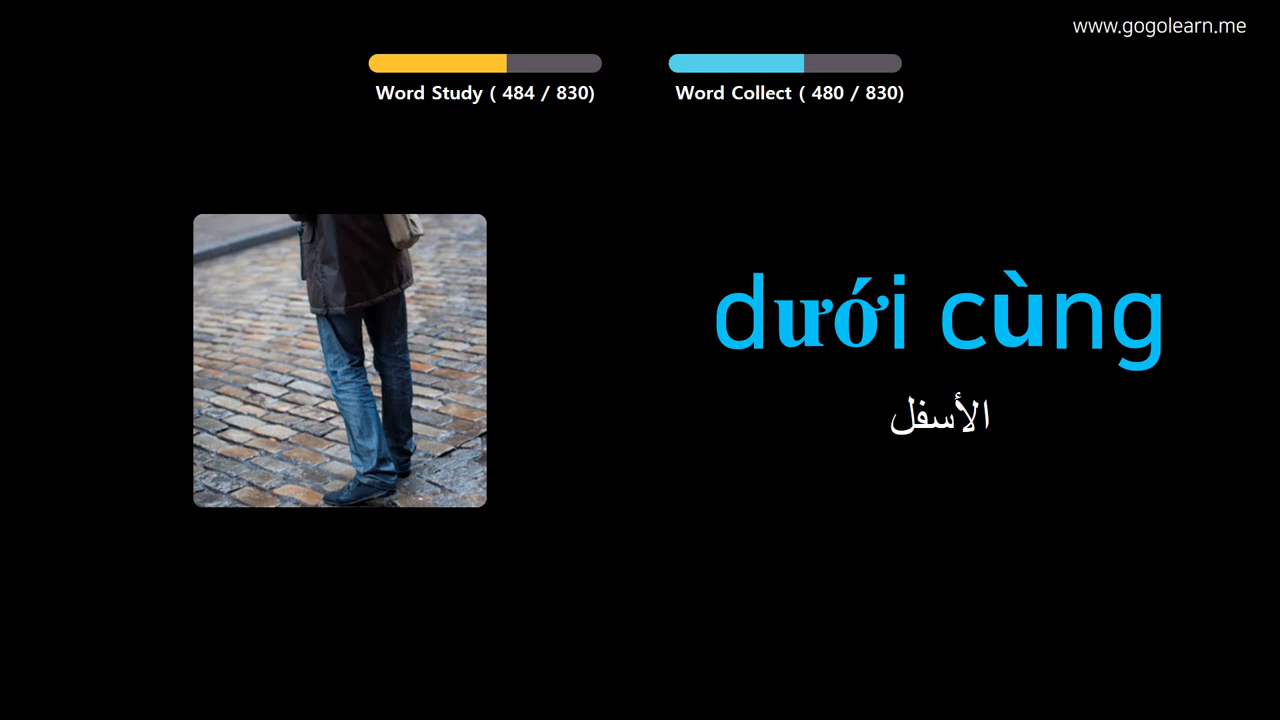 www.gogolearn.me
Word Study ( 484 / 830)
Word Collect ( 480 / 830)
dưới cùng
الأسفل